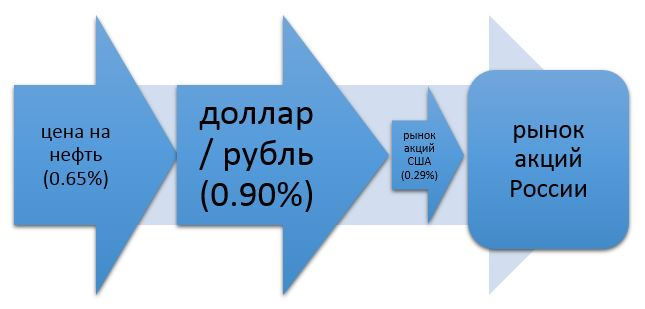 цена на
нефть
(0.65%)
доллар
/ рубль
(0.90%)
рынок
акций
США
(0.29%)
рынок
акций
России